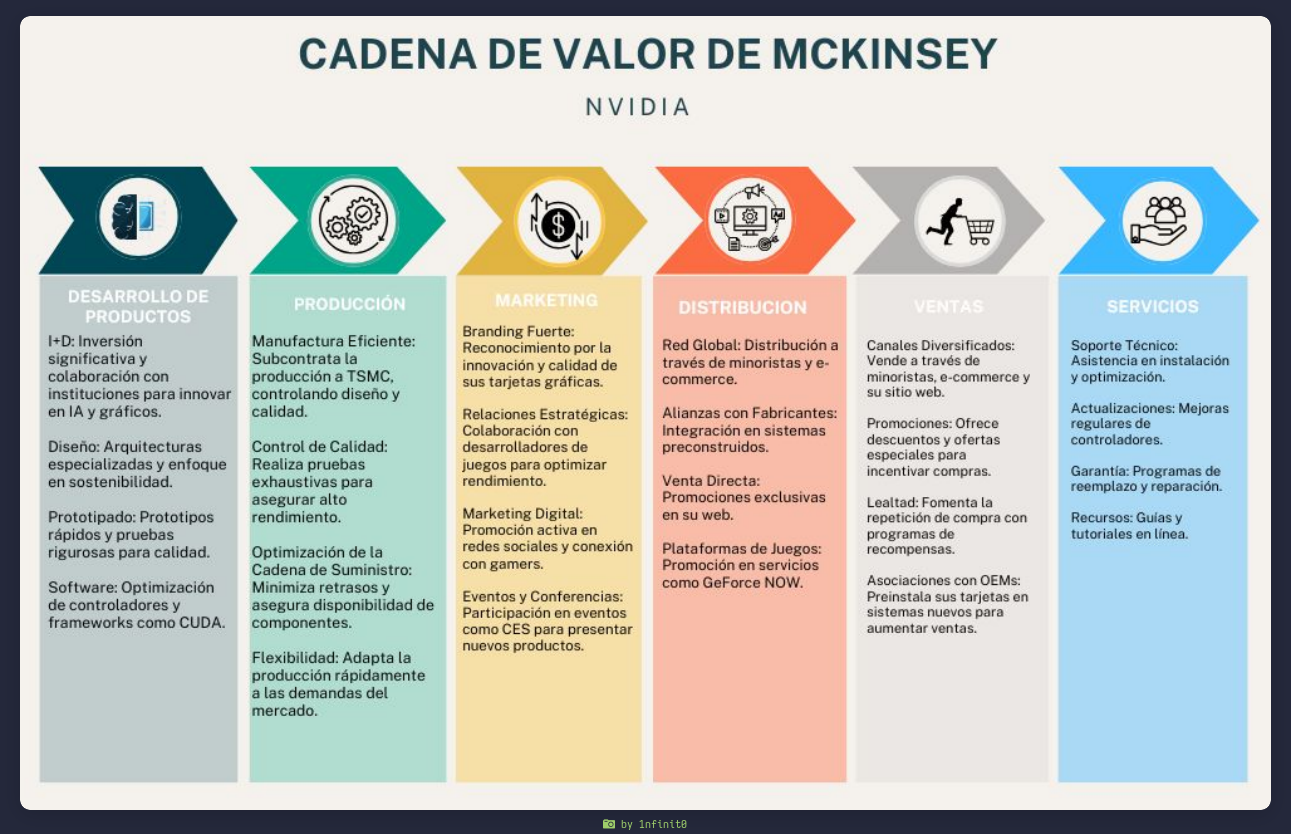 CADENA DE VALOR DE MCKINSEY
NVIDIA
DESARROLLO DE
PRODUCTOS
I+D: Inversión
significativa y
colaboración con
instituciones para innovar
en IA y gráficos.
Diseño: Arquitecturas
especializadas y enfoque
en sostenibilidad.
Prototipado: Prototipos
rápidos y pruebas
rigurosas para calidad.
Software: Optimización
de controladores y
frameworks como CUDA.
PRODUCCIÓN
Manufactura Eficiente:
Subcontrata la
producción a TSMC,
controlando diseño y
calidad.
Control de Calidad:
Realiza pruebas
exhaustivas para
asegurar alto
rendimiento.
Optimización de la
Cadena de Suministro:
Minimiza retrasos y
asegura disponibilidad de
componentes.
Flexibilidad: Adapta la
producción rápidamente
a las demandas del
mercado.
MARKETING
Branding Fuerte:
Reconocimiento por la
innovación y calidad de
sus tarjetas gráficas.
Relaciones Estratégicas:
Colaboración con
desarrolladores de
juegos para optimizar
rendimiento.
Marketing Digital:
Promoción activa en
redes sociales y conexión
con gamers.
Eventos y Conferencias:
Participación en eventos
como CES para presentar
nuevos productos.
DISTRIBUCION
Red Global: Distribución a
través de minoristas y e-
commerce.
Alianzas con Fabricantes:
Integración en sistemas
preconstruidos.
Venta Directa:
Promociones exclusivas
en su web.
Plataformas de Juegos:
Promoción en servicios
como GeForce NOW.
VENTAS
Canales Diversificados:
Vende a través de
minoristas, e-commerce y
su sitio web.
Promociones: Ofrece
descuentos y ofertas
especiales para
incentivar compras.
Lealtad: Fomenta la
repetición de compra con
programas de
recompensas.
Asociaciones con OEMs:
Preinstala sus tarjetas en
sistemas nuevos para
aumentar ventas.
SERVICIOS
Soporte Técnico:
Asistencia en instalación
y optimización.
Actualizaciones: Mejoras
regulares de
controladores.
Garantía: Programas de
reemplazo y reparación.
Recursos: Guías y
tutoriales en línea.
by 1nfinit0